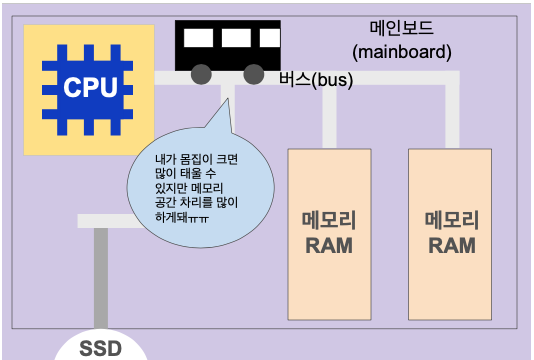 메인보드
(mainboard)
CPU
버스(bus)
내가 몸집이 크면
많이 태울 수
있지만 메모리
공간 차리를 많이
하게돼ㅠㅠ
메모리
RAM
메모리
RAM
SSD